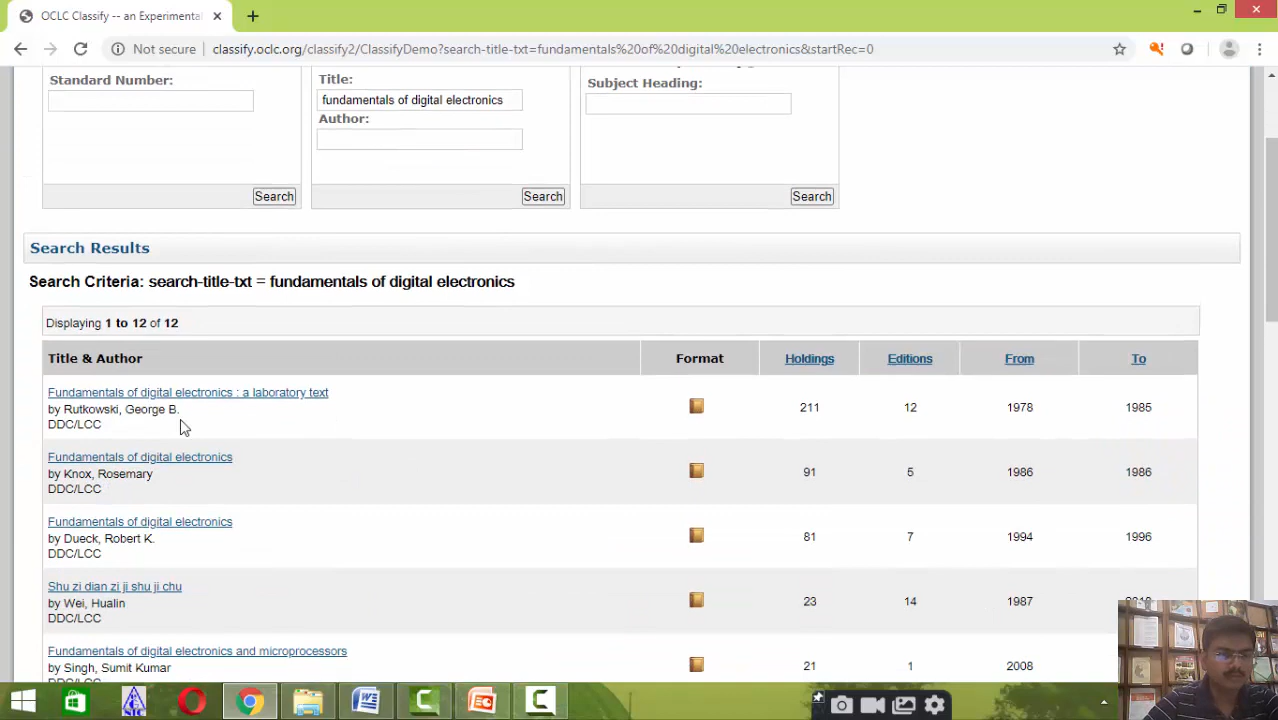 OCLC Classify -- an Experimental
Not secure
classify.oclc.org/classify2/ClassifyDemo?search-title-txt=fundamentals%20of%20digital%20electronics&startRec=0
Standard Number:
Title:
fundamentals of digital electronics
Author:
Subject Heading:
Search
Search
Search
Search Results
Search Criteria: search-title-txt = fundamentals of digital electronics
Displaying 1 to 12 of 12
Title & Author Format Holdings Editions From To
Fundamentals of digital electronics : a laboratory text
by Rutkowski, George B.
DDC/LCC
211 12 1978 1985
Fundamentals of digital electronics
by Knox, Rosemary
DDC/LCC
91 5 1986 1986
Fundamentals of digital electronics
by Dueck, Robert K.
DDC/LCC
81 7 1994 1996
Shu zi dian zi ji shu ji chu
by Wei, Hualin
DDC/LCC
23 14 1987
Fundamentals of digital electronics and microprocessors
by Singh, Sumit Kumar
21 1 2008